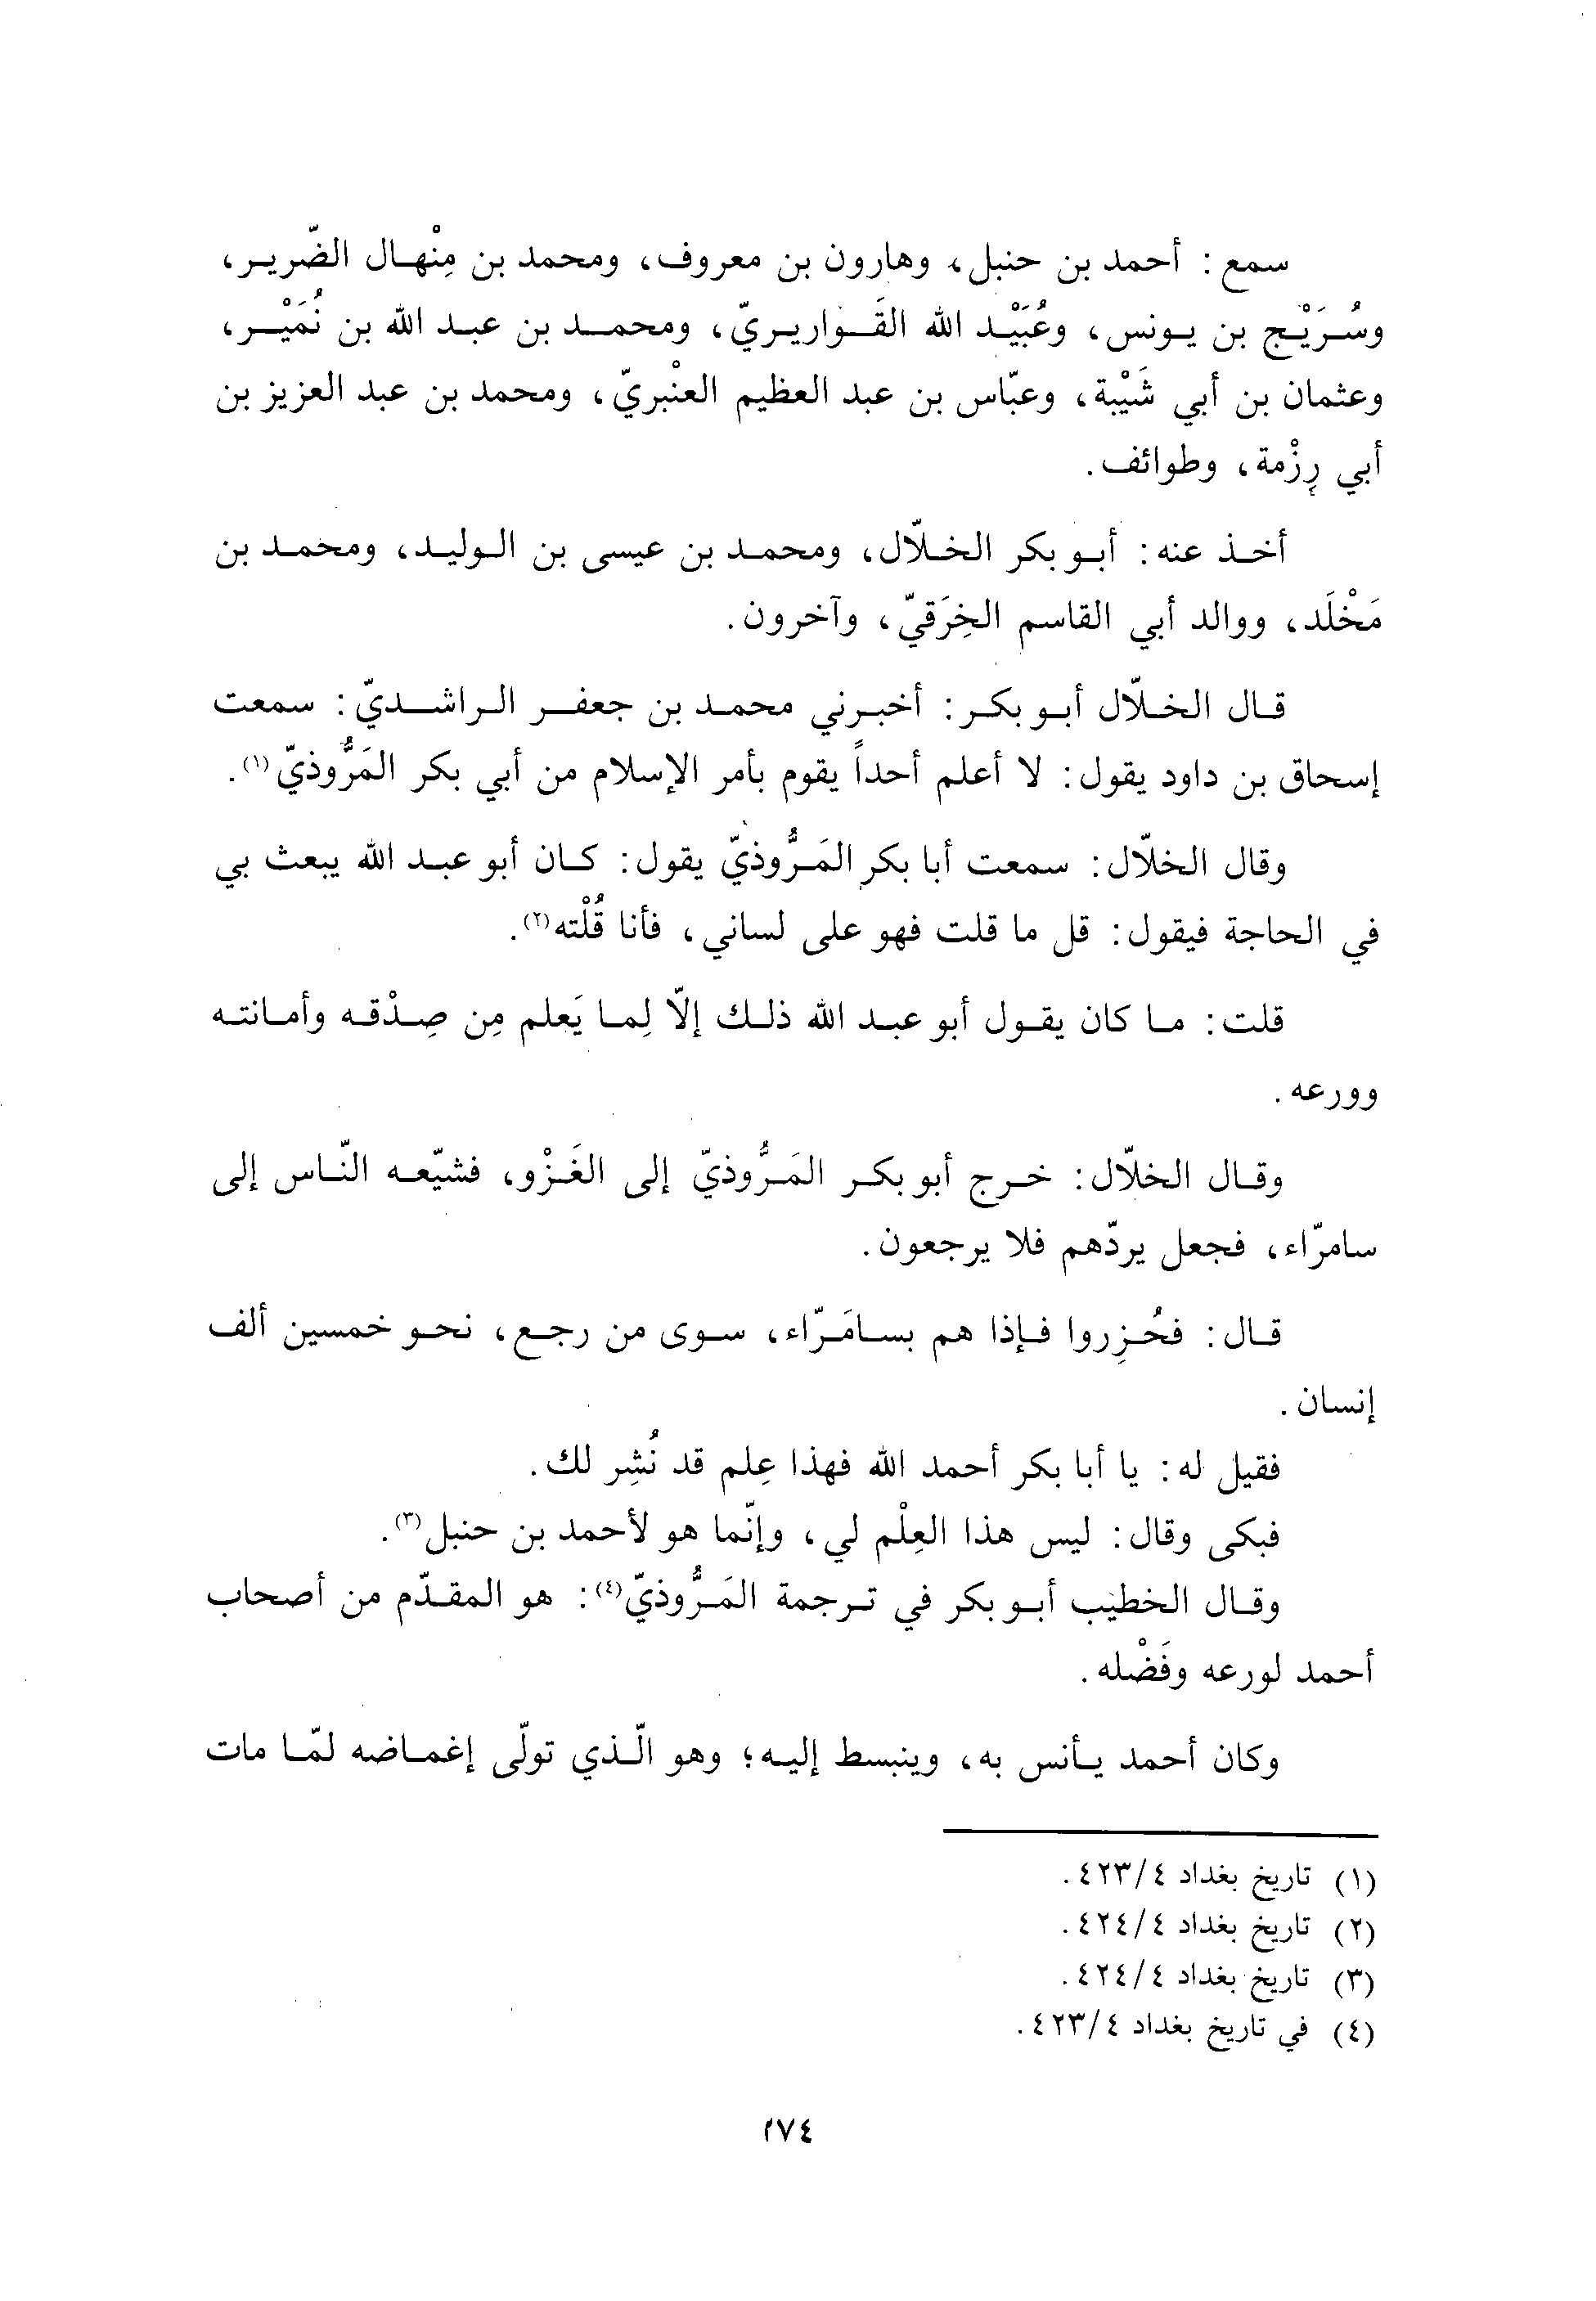 سمع: أحمد بن حنبل، وهارون بن معروف، ومحمد بن مِنْهال الضّرير،
وسُرَيْج بن يونس، وعُبَيْد الله القَواريريّ، ومحمد بن عبد الله بن نُمَيْر،
وعثمان بن أبي شَيْبة، وعبّاس بن عبد العظيم العنْبريّ، ومحمد بن عبد العزيز بن
أبي رِزْمة، وطوائف.
أخذ عنه: أبو بكر الخلّال، ومحمد بن عيسى بن الوليد، ومحمد بن
مَخْلَد، ووالد أبي القاسم الخِرَقيّ، وآخرون.
قال الخلّال أبو بكر: أخبرني محمد بن جعفر الراشديّ: سمعت
إسحاق بن داود يقول: لا أعلم أحداً يقوم بأمر الإسلام من أبي بكر المَرُّوذيّ(١).
وقال الخلّال: سمعت أبا بكر المَرُّوذيّ يقول: كان أبو عبد الله يبعث بي
في الحاجة فيقول: قل ما قلت فهو على لساني، فأنا قُلْته(٢).
قلت: ما كان يقول أبو عبد الله ذلك إلّا لِما يَعلم مِن صِدْقه وأمانته
وورعه.
وقال الخلّال: خرج أبو بكر المَرُّوذيّ إلى الغَزْو، فشيّعه النّاس إلى
سامرّاء، فجعل يردّهم فلا يرجعون.
قال: فحُزِروا فإذا هم بسامَرّاء، سوى من رجع، نحو خمسين ألف
إنسان.
فقيل له: يا أبا بكر أحمد الله فهذا عِلم قد نُشِر لك.
فبكى وقال: ليس هذا العِلْم لي، وإنّما هو لأحمد بن حنبل(٣).
وقال الخطيب أبو بكر في ترجمة المَرُّوذيّ(٤): هو المقدّم من أصحاب
أحمد لورعه وفَضْله.
وكان أحمد يأنس به، وينبسط إليه؛ وهو الّذي تولّى إغماضه لمّا مات
(١) تاريخ بغداد ٤/٤٢٣.
(٢) تاريخ بغداد ٤/٤٢٤.
(٣) تاريخ بغداد ٤/٤٢٤.
(٤) في تاريخ بغداد ٤/٤٢٣.
٢٧٤